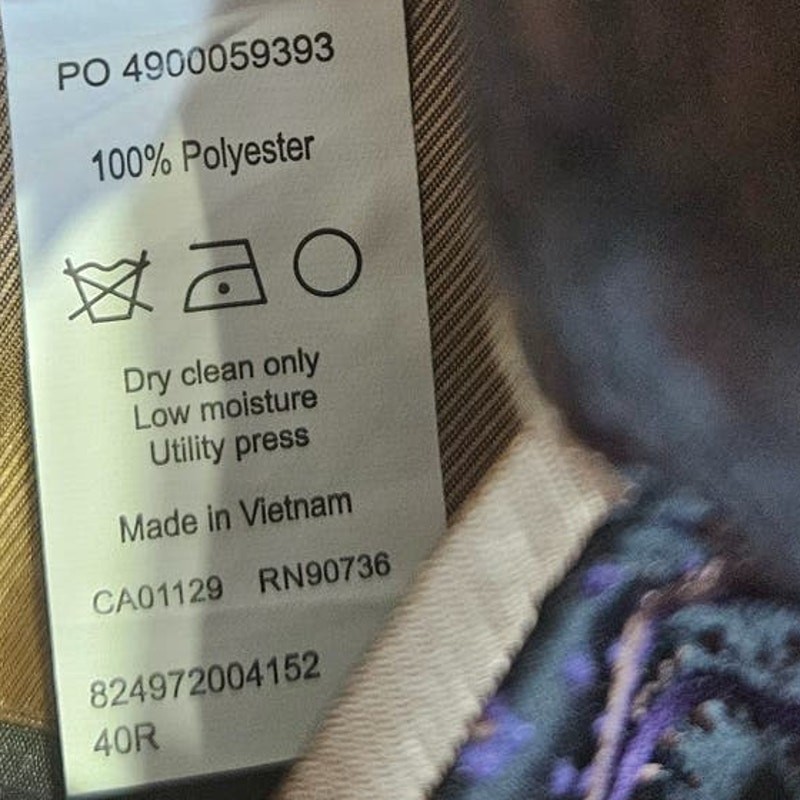 PO 4900059393
100% Polyester
Dry clean only
Low moisture
Utility press
Made in Vietnam
CA01129 RN90736
824972004152
40R